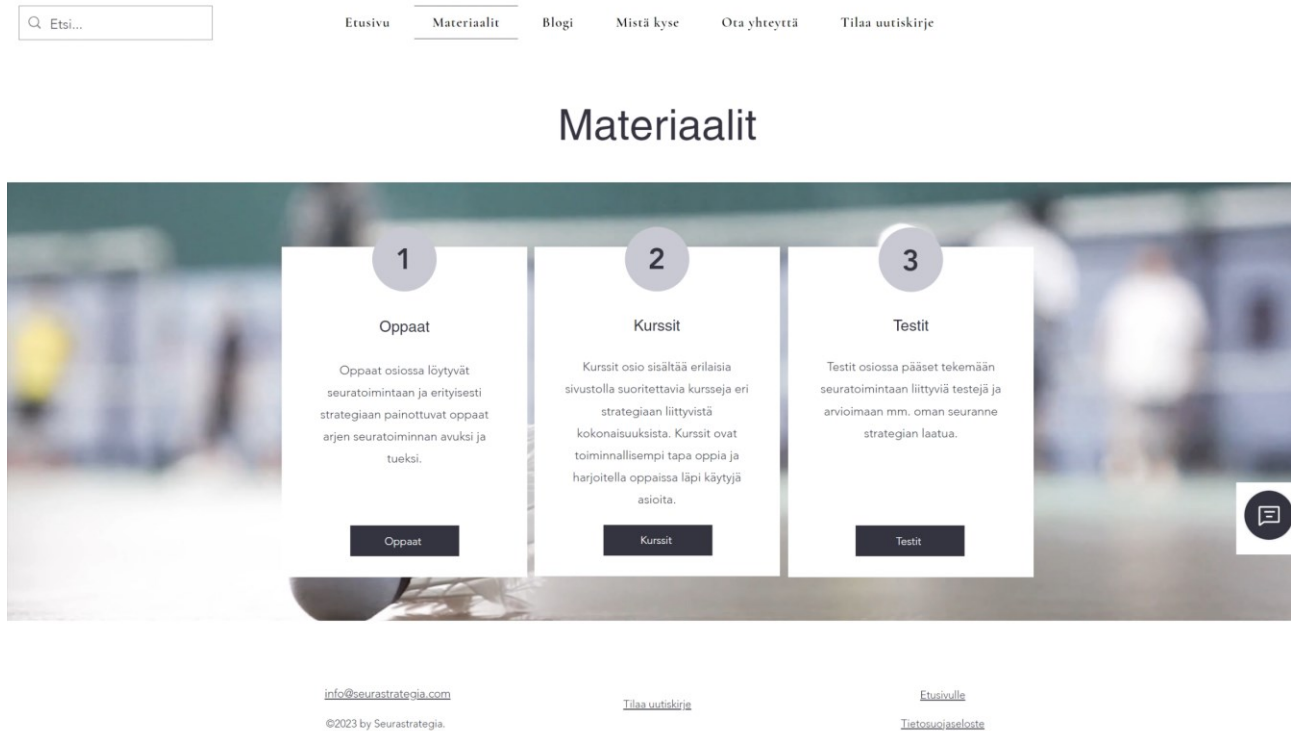 Etsi...
Etusivu Materiaalit Blogi Mistä kyse Ota yhteyttä Tilaa uutiskirje
Materiaalit
1
Oppaat
Oppaat osiossa löytyvät
seuratoimintaan ja erityisesti
strategiaan painottuvat oppaat
arjen seuratoiminnan avuksi ja
tueksi.
Oppaat
2
Kurssit
Kurssit osio sisältää erilaisia
sivustolla suoritettavia kursseja eri
strategiaan liittyvistä
kokonaisuuksista. Kurssit ovat
toiminnallisempi tapa oppia ja
harjoitella oppaissa läpi käytyjä
asioita.
Kurssit
3
Testit
Testit osiossa pääset tekemään
seuratoimintaan liittyviä testejä ja
arvioimaan mm. oman seuranne
strategian laatua.
Testit
info@seurastrategia.com
©2023 by Seurastrategia.
Tilaa uutiskirje
Etusivulle
Tietosuojaseloste